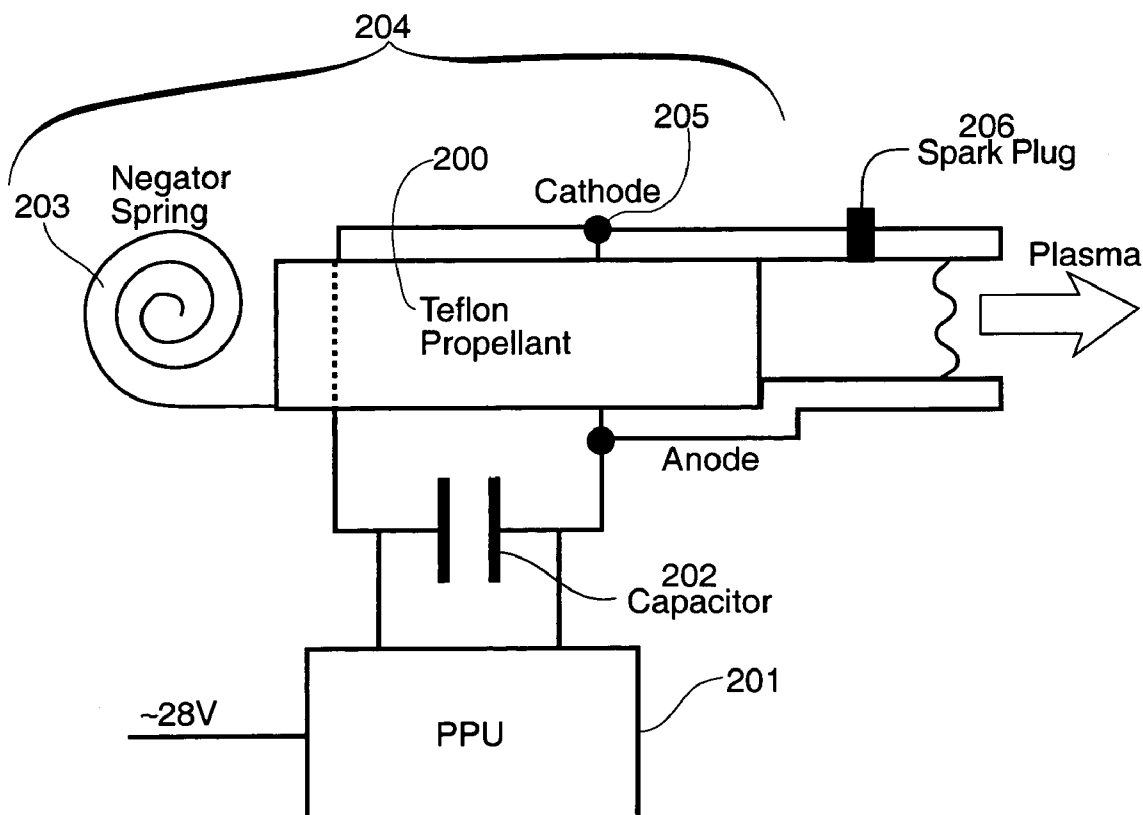 204
205
206
Spark Plug
200
Cathode
Negator
Spring
203
Plasma
Teflon
Propellant
Anode
202
Capacitor
201
~28V
PPU